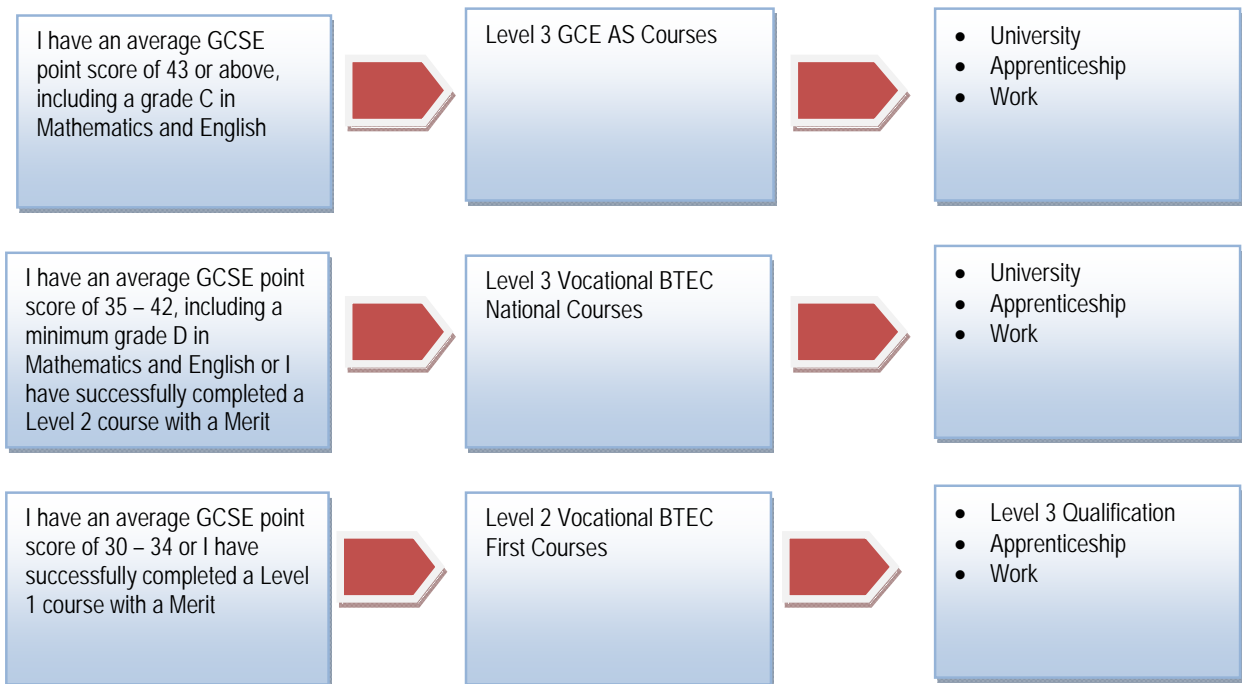 I have an average GCSE
point score of 43 or above,
including a grade C in
Mathematics and English
Level 3 GCE AS Courses
• University
• Apprenticeship
• Work
I have an average GCSE point
score of 35 – 42, including a
minimum grade D in
Mathematics and English or I
have successfully completed a
Level 2 course with a Merit
Level 3 Vocational BTEC
National Courses
• University
• Apprenticeship
• Work
I have an average GCSE point
score of 30 – 34 or I have
successfully completed a Level
1 course with a Merit
Level 2 Vocational BTEC
First Courses
• Level 3 Qualification
• Apprenticeship
• Work